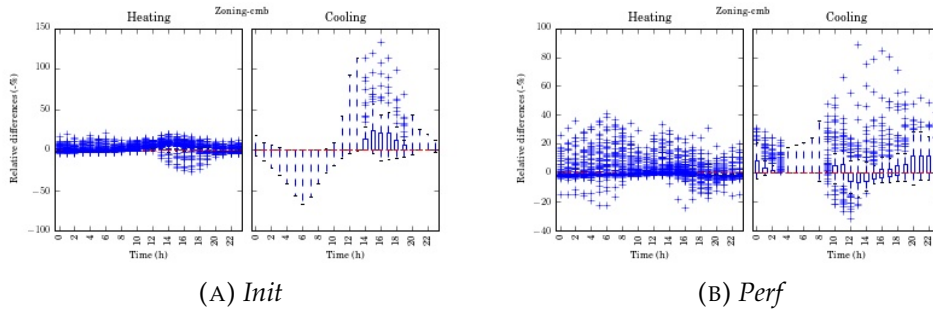 Zoning-cmb
Heating Cooling
Relative differences (-%)
150
100
50
0
−50
−100
0 2 4 6 8 10 12 14 16 18 20 22
0 2 4 6 8 10 12 14 16 18 20 22
Time (h) Time (h)
(A) Init
Zoning-cmb
Heating Cooling
Relative differences (-%)
100
80
60
40
20
0
−20
−40
0 2 4 6 8 10 12 14 16 18 20 22
0 2 4 6 8 10 12 14 16 18 20 22
Time (h) Time (h)
(B) Perf